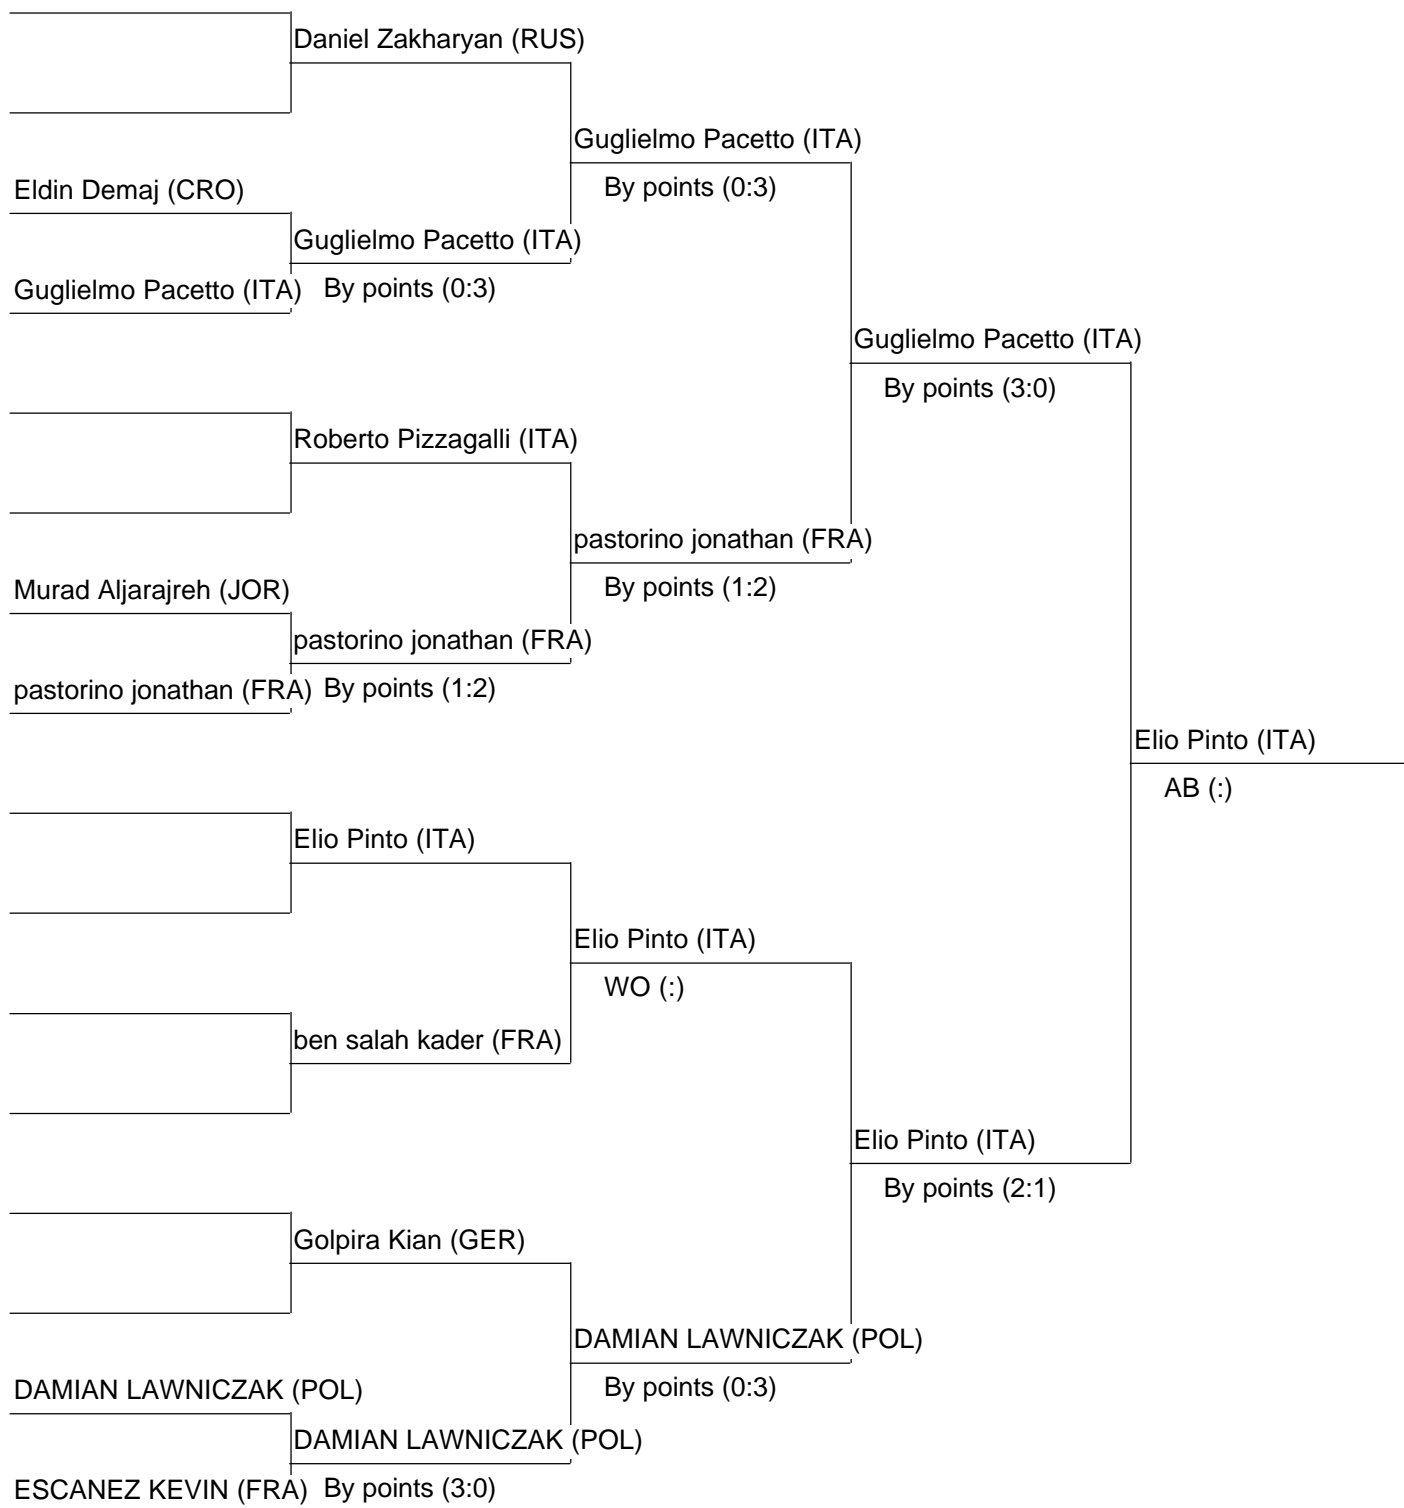 Daniel Zakharyan (RUS)
Guglielmo Pacetto (ITA)
By points (0:3)
Eldin Demaj (CRO)
Guglielmo Pacetto (ITA)
Guglielmo Pacetto (ITA)
By points (0:3)
Guglielmo Pacetto (ITA)
By points (3:0)
Roberto Pizzagalli (ITA)
pastorino jonathan (FRA)
By points (1:2)
Murad Aljarajreh (JOR)
pastorino jonathan (FRA)
pastorino jonathan (FRA)
By points (1:2)
Elio Pinto (ITA)
AB (:)
Elio Pinto (ITA)
Elio Pinto (ITA)
WO (:)
ben salah kader (FRA)
Elio Pinto (ITA)
By points (2:1)
Golpira Kian (GER)
DAMIAN LAWNICZAK (POL)
By points (0:3)
DAMIAN LAWNICZAK (POL)
DAMIAN LAWNICZAK (POL)
ESCANEZ KEVIN (FRA)
By points (3:0)